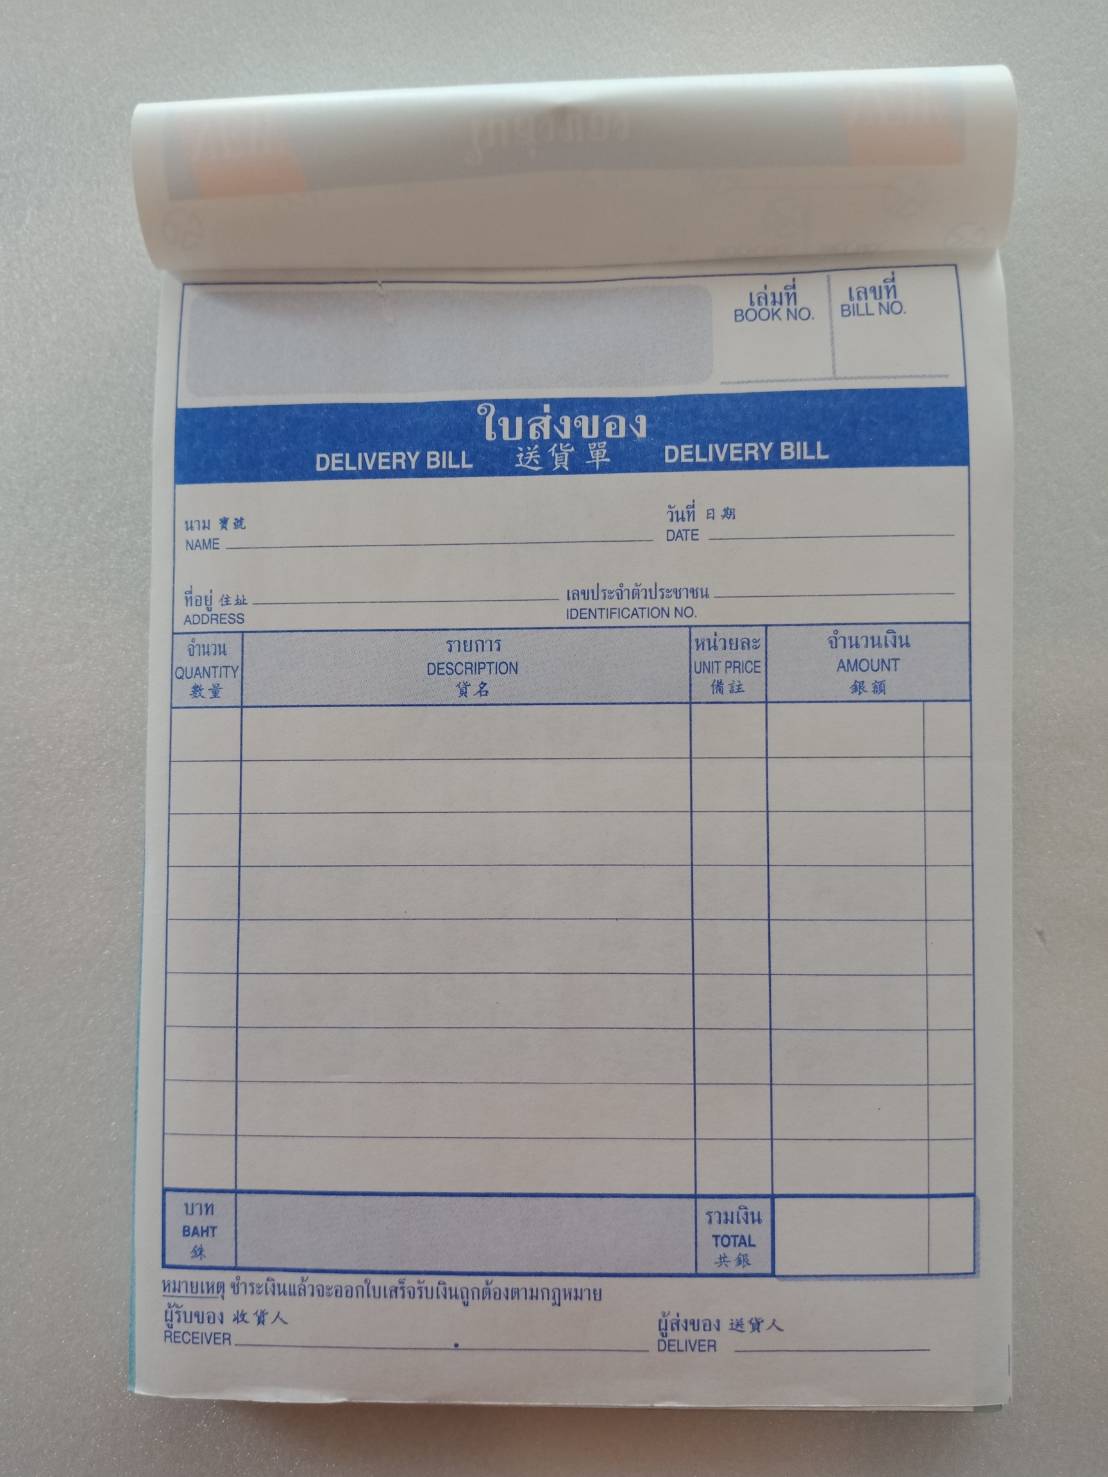 เล่มที่ เลขที่
BOOK NO. BILL NO.
ใบส่งของ
DELIVERY BILL 送貨單 DELIVERY BILL
นาม 寶號 วันที่ 日期
NAME DATE
ที่อยู่ 住址 เลขประจำตัวประชาชน
ADDRESS IDENTIFICATION NO.
จำนวน รายการ หน่วยละ จำนวนเงิน
QUANTITY DESCRIPTION UNIT PRICE AMOUNT
數量 貨名 備註 銀額
บาท รวมเงิน
BAHT TOTAL
銖 共銀
หมายเหตุ ชำระเงินแล้วจะออกใบเสร็จรับเงินถูกต้องตามกฎหมาย
ผู้รับของ 收貨人 ผู้ส่งของ 送貨人
RECEIVER DELIVER